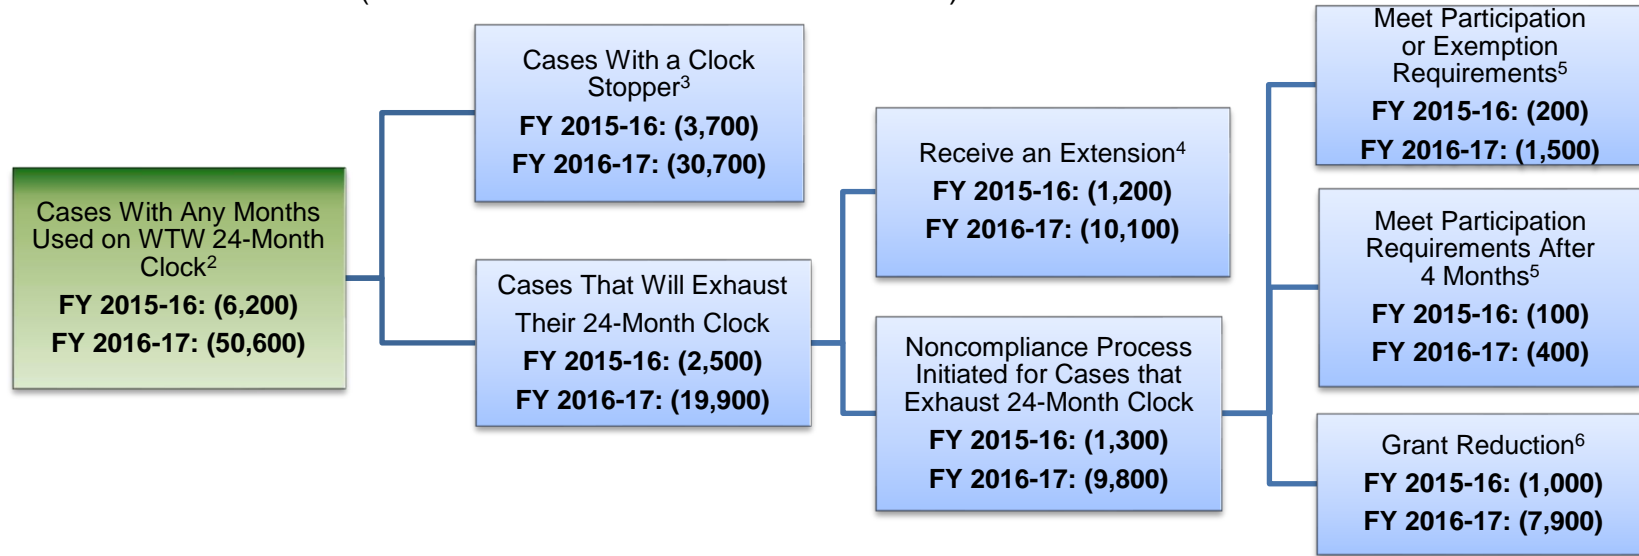 Cases With Any Months
Used on WTW 24-Month
Clock²
FY 2015-16: (6,200)
FY 2016-17: (50,600)
Cases With a Clock
Stopper³
FY 2015-16: (3,700)
FY 2016-17: (30,700)
Cases That Will Exhaust
Their 24-Month Clock
FY 2015-16: (2,500)
FY 2016-17: (19,900)
Receive an Extension⁴
FY 2015-16: (1,200)
FY 2016-17: (10,100)
Noncompliance Process
Initiated for Cases that
Exhaust 24-Month Clock
FY 2015-16: (1,300)
FY 2016-17: (9,800)
Meet Participation
or Exemption
Requirements⁵
FY 2015-16: (200)
FY 2016-17: (1,500)
Meet Participation
Requirements After
4 Months⁵
FY 2015-16: (100)
FY 2016-17: (400)
Grant Reduction⁶
FY 2015-16: (1,000)
FY 2016-17: (7,900)